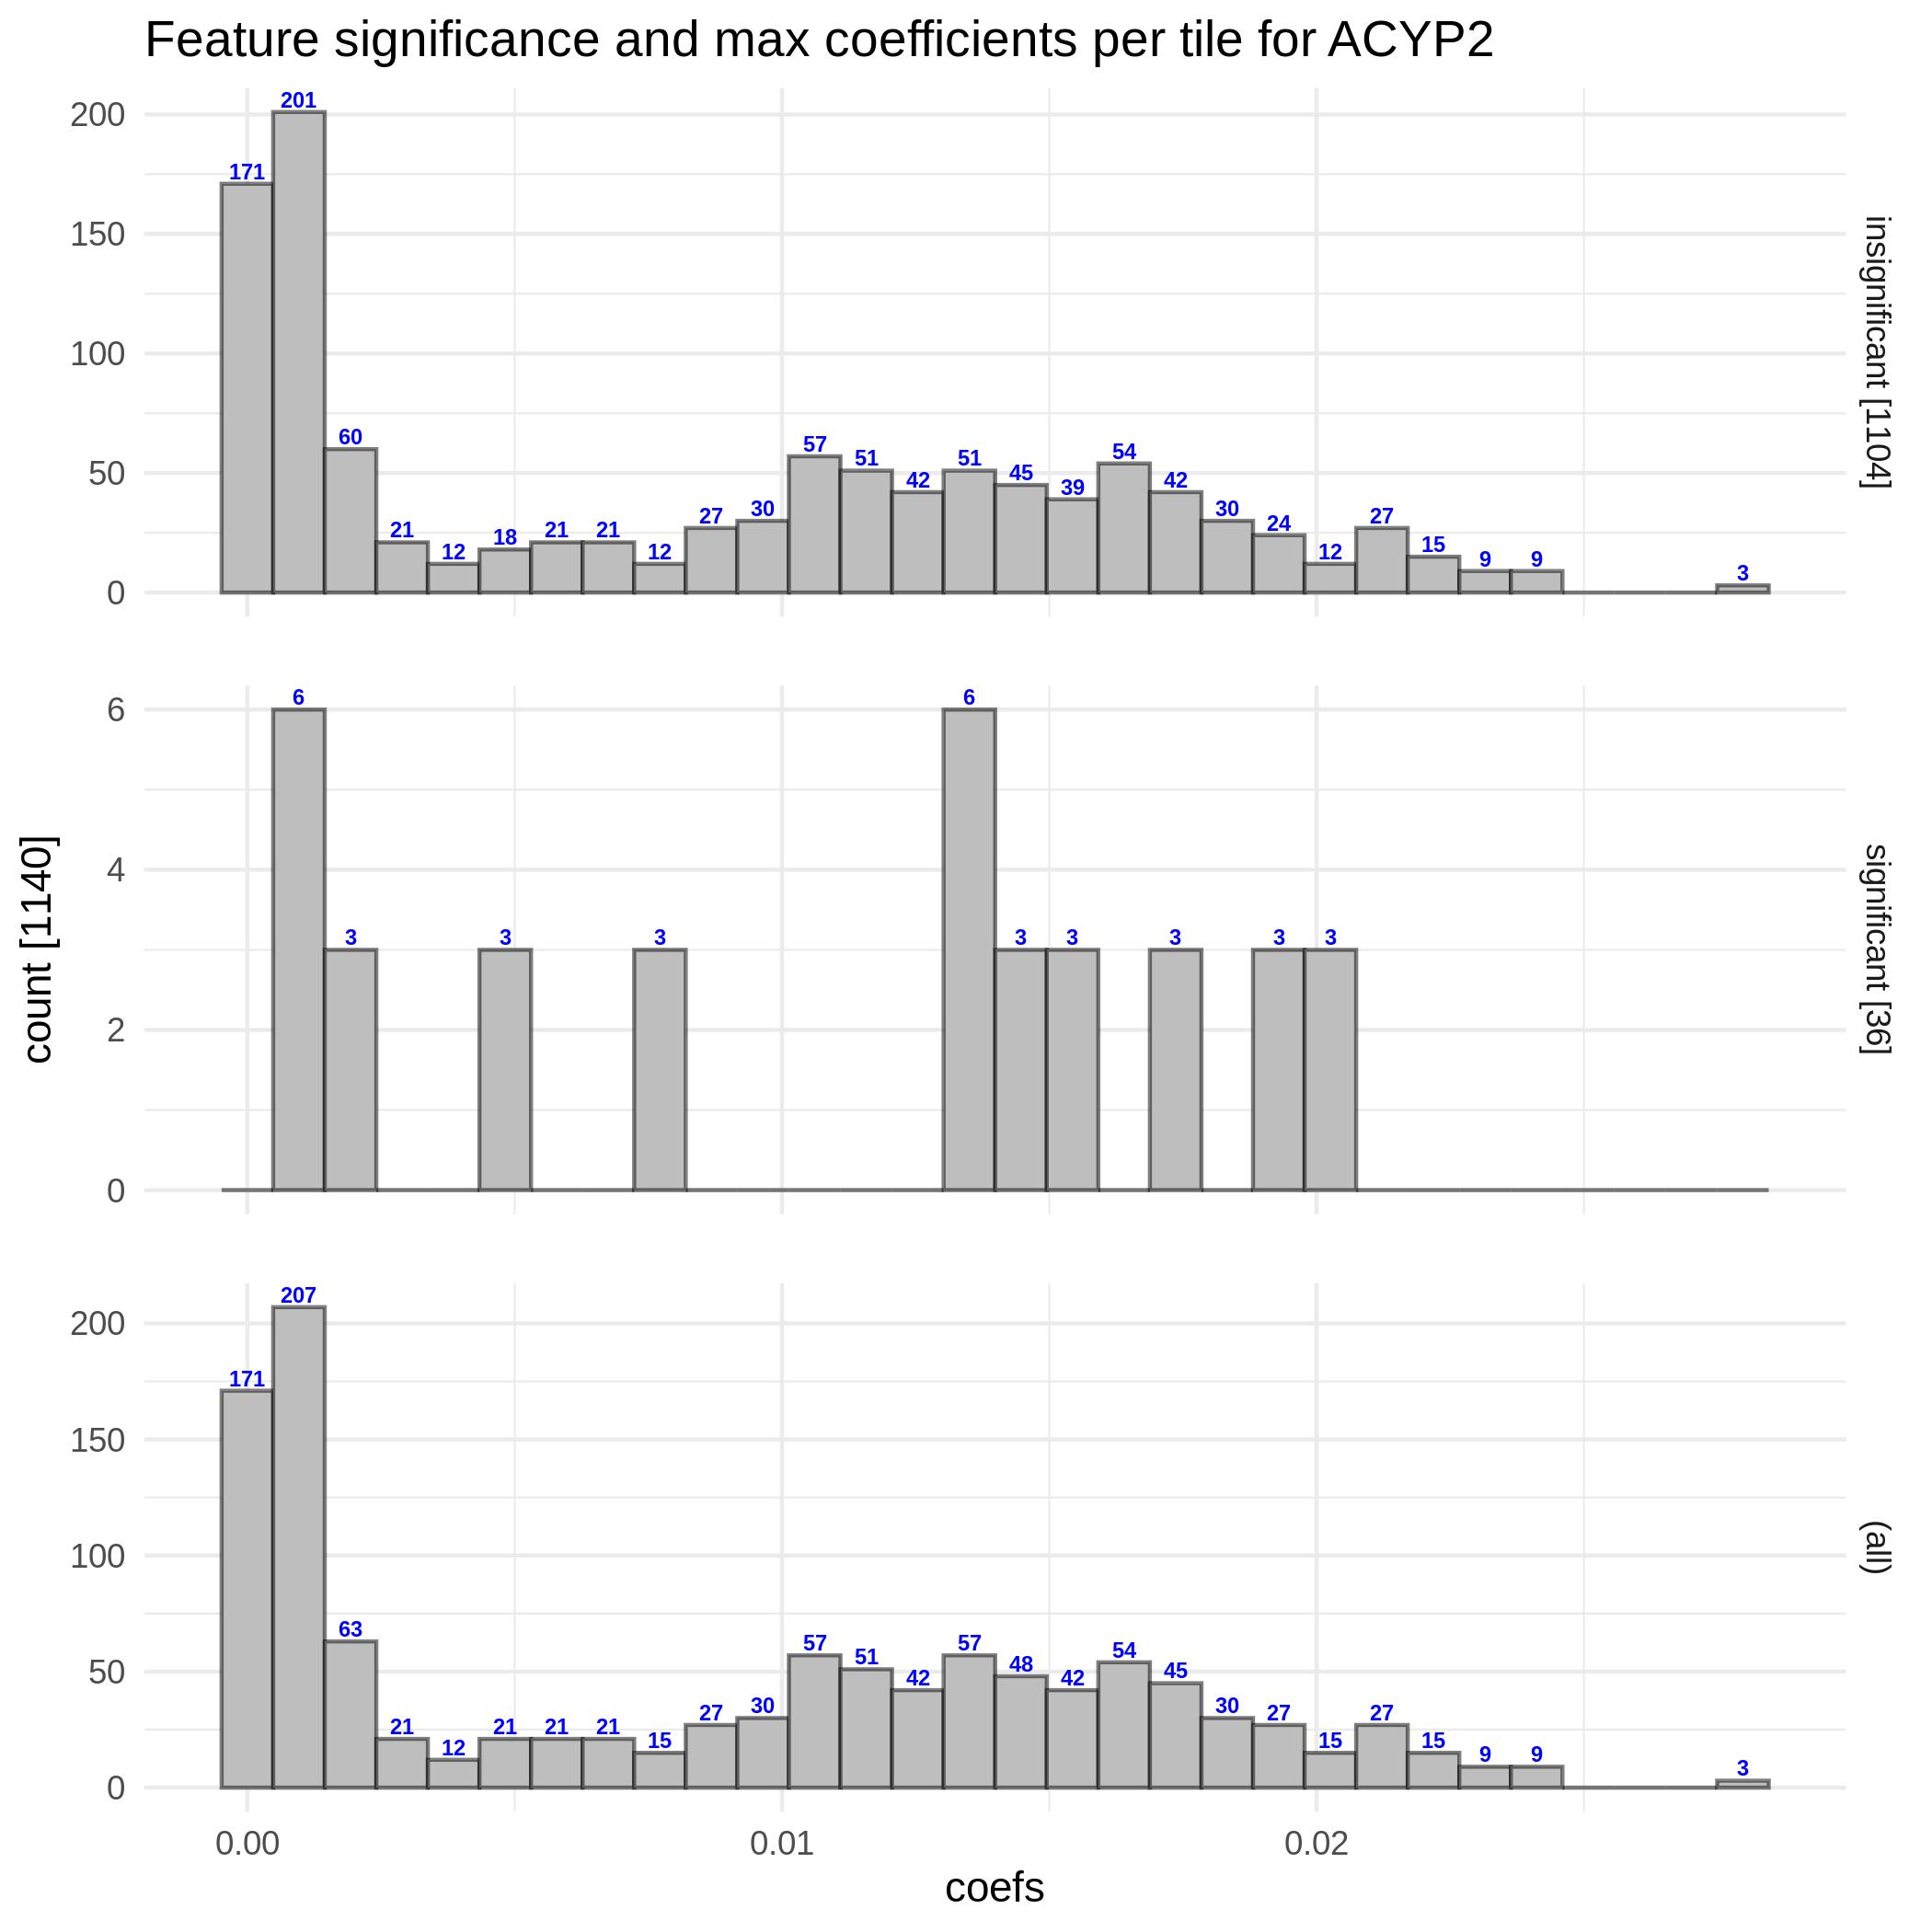 Feature significance and max coefficients per tile for ACYP2
count [1140]
200
150
100
50
0
171 201 60 21 12 18 21 21 12 27 30 57 51 42 51 45 39 54 42 30 24 12 27 15 9 9 3
insignificant [1104]
6
4
2
0
6 3 3 3 6 3 3 3 3 3
significant [36]
200
150
100
50
0
171 207 63 21 12 21 21 21 15 27 30 57 51 42 57 48 42 54 45 30 27 15 27 15 9 9 3
(all)
0.00 0.01 0.02
coefs